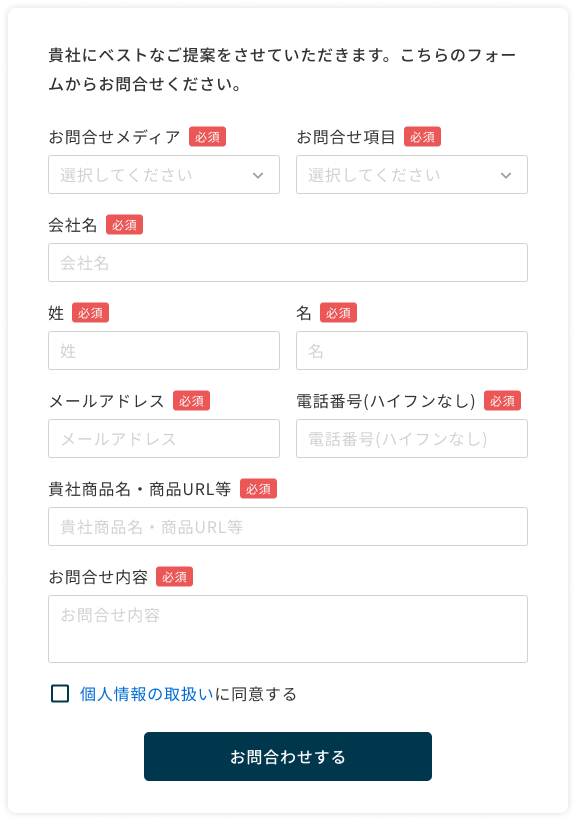 貴社にベストなご提案をさせていただきます。こちらのフォー
ムからお問合せください。
お問合せメディア 必須 お問合せ項目 必須
選択してください 選択してください
会社名 必須
会社名
姓 必須 名 必須
姓 名
メールアドレス 必須 電話番号(ハイフンなし) 必須
メールアドレス 電話番号(ハイフンなし)
貴社商品名・商品URL等 必須
貴社商品名・商品URL等
お問合せ内容 必須
お問合せ内容
個人情報の取扱いに同意する
お問合わせする